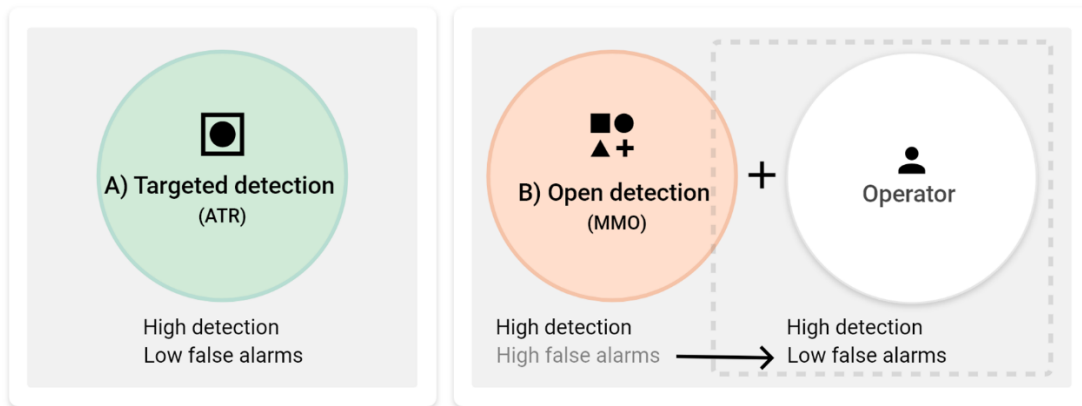 A) Targeted detection
(ATR)
High detection
Low false alarms
B) Open detection
(MMO)
+
Operator
High detection
High false alarms
High detection
Low false alarms